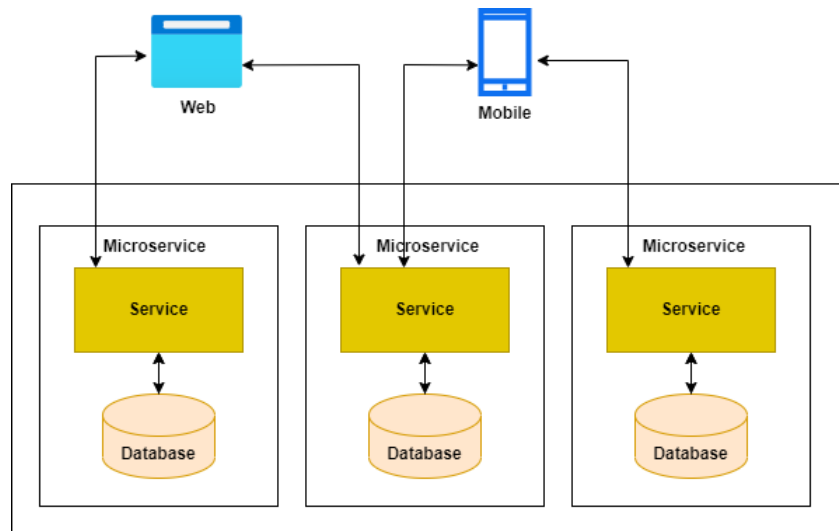 Web
Mobile
Microservice
Microservice
Microservice
Service
Service
Service
Database
Database
Database